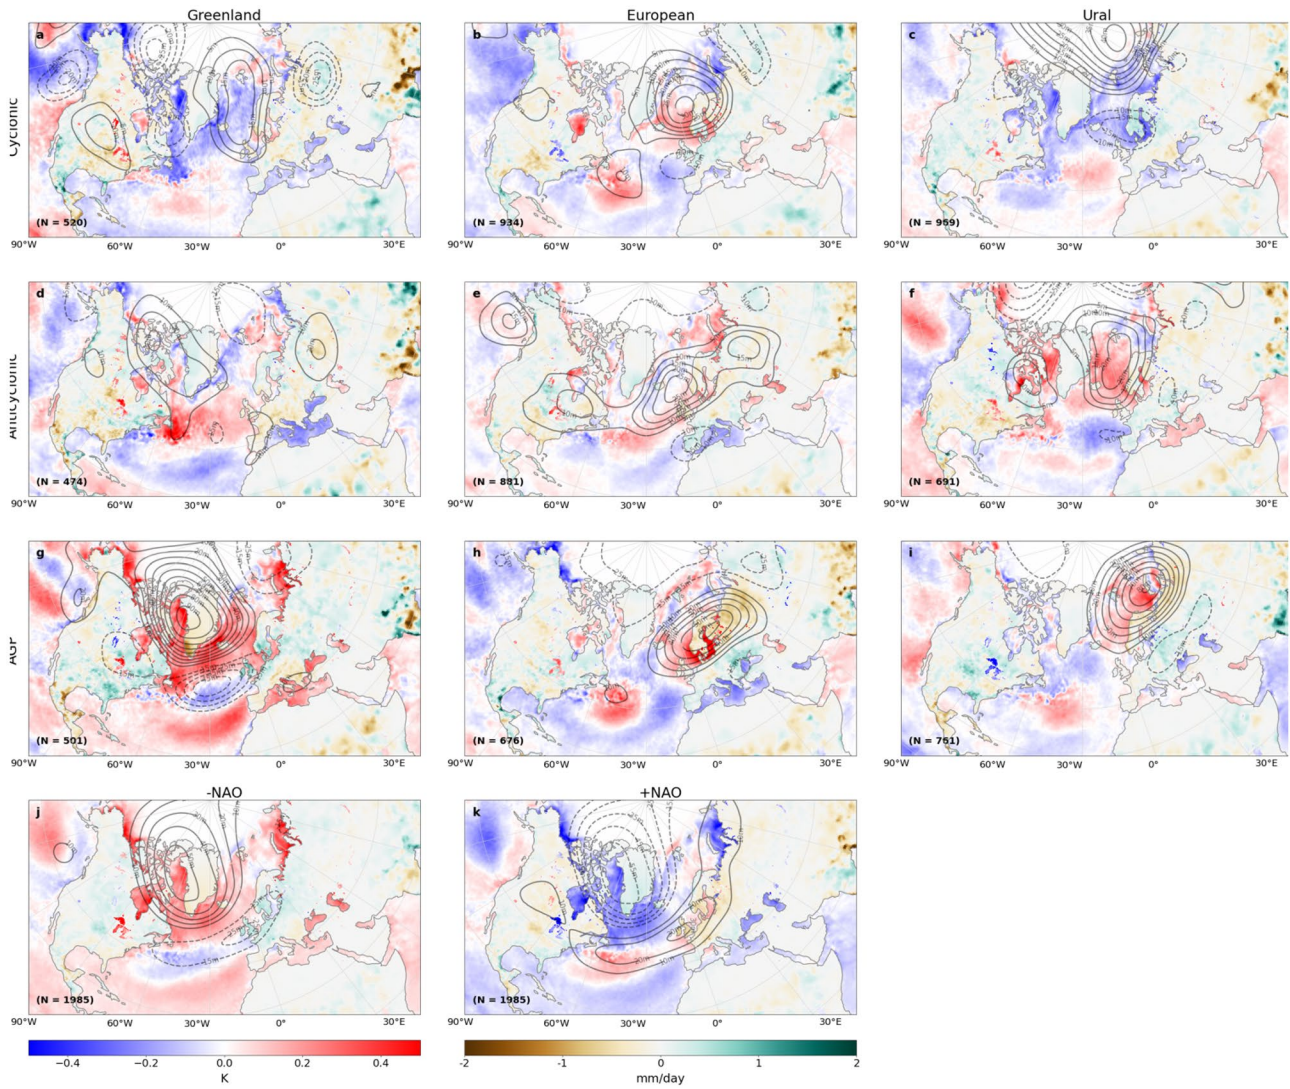 Greenland European Ural
Cyclonic
a b c
(N = 520) (N = 934) (N = 969)
90°W 60°W 30°W 0° 30°E 90°W 60°W 30°W 0° 30°E 90°W 60°W 30°W 0° 30°E
Anticyclonic
d e f
(N = 474) (N = 881) (N = 691)
90°W 60°W 30°W 0° 30°E 90°W 60°W 30°W 0° 30°E 90°W 60°W 30°W 0° 30°E
g h i
(N = 501) (N = 676) (N = 751)
90°W 60°W 30°W 0° 30°E 90°W 60°W 30°W 0° 30°E 90°W 60°W 30°W 0° 30°E
-NAO +NAO
j k
(N = 1985) (N = 1985)
90°W 60°W 30°W 0° 30°E 90°W 60°W 30°W 0° 30°E
−0.4 −0.2 0.0 0.2 0.4 -2 -1 0 1 2
K mm/day